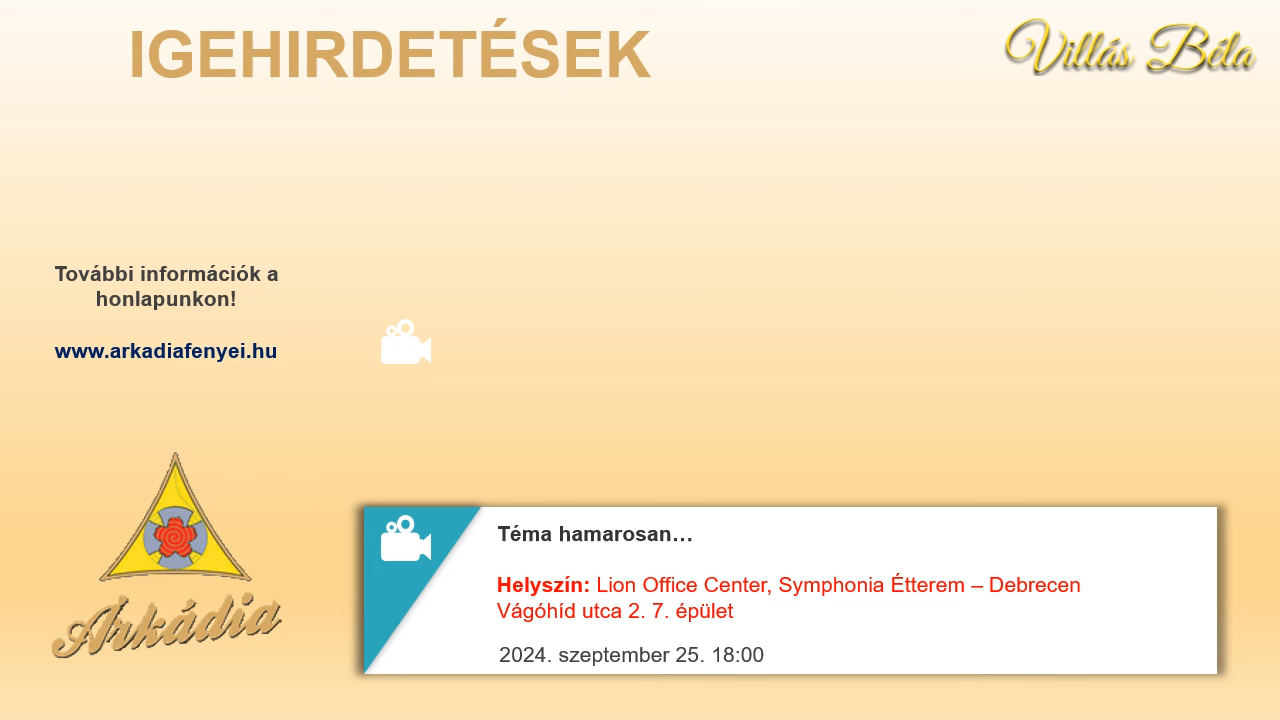 IGEHIRDETÉSEK
Villás Béla
További információk a
honlapunkon!
www.arkadiafenyei.hu
Árkádia
Téma hamarosan…
Helyszín: Lion Office Center, Symphonia Étterem – Debrecen
Vágóhíd utca 2. 7. épület
2024. szeptember 25. 18:00